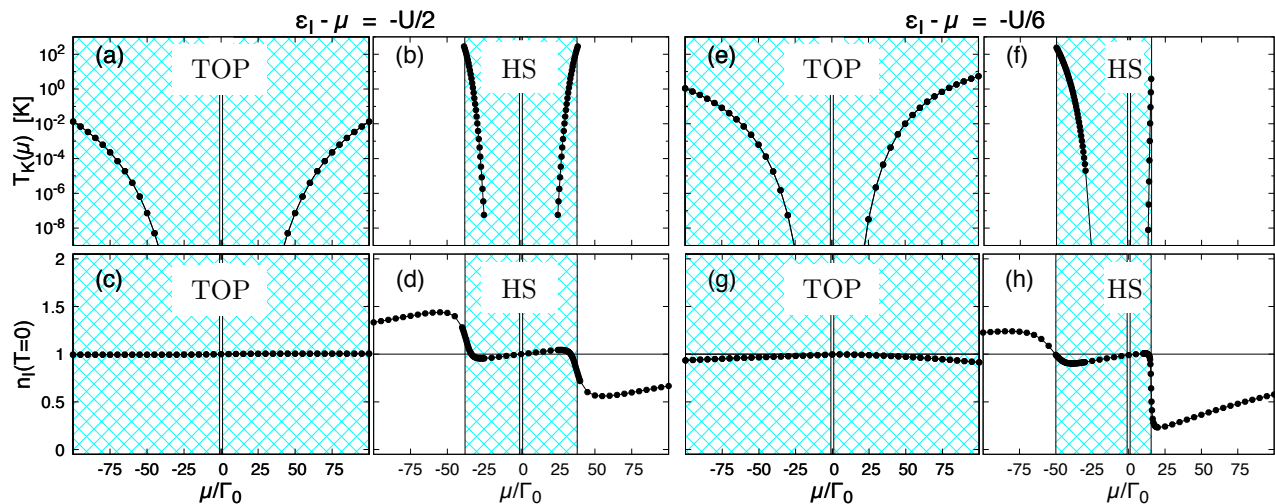 ε_I - μ = -U/2
ε_I - μ = -U/6
(a) TOP
(b) HS
(e) TOP
(f) HS
T_K(μ) [K]
10^2
10^0
10^-2
10^-4
10^-6
10^-8
(c) TOP
(d) HS
(g) TOP
(h) HS
n_I(T=0)
2
1.5
1
0.5
0
-75 -50 -25 0 25 50 75
-75 -50 -25 0 25 50 75
-75 -50 -25 0 25 50 75
-75 -50 -25 0 25 50 75
μ/Γ_0
μ/Γ_0
μ/Γ_0
μ/Γ_0